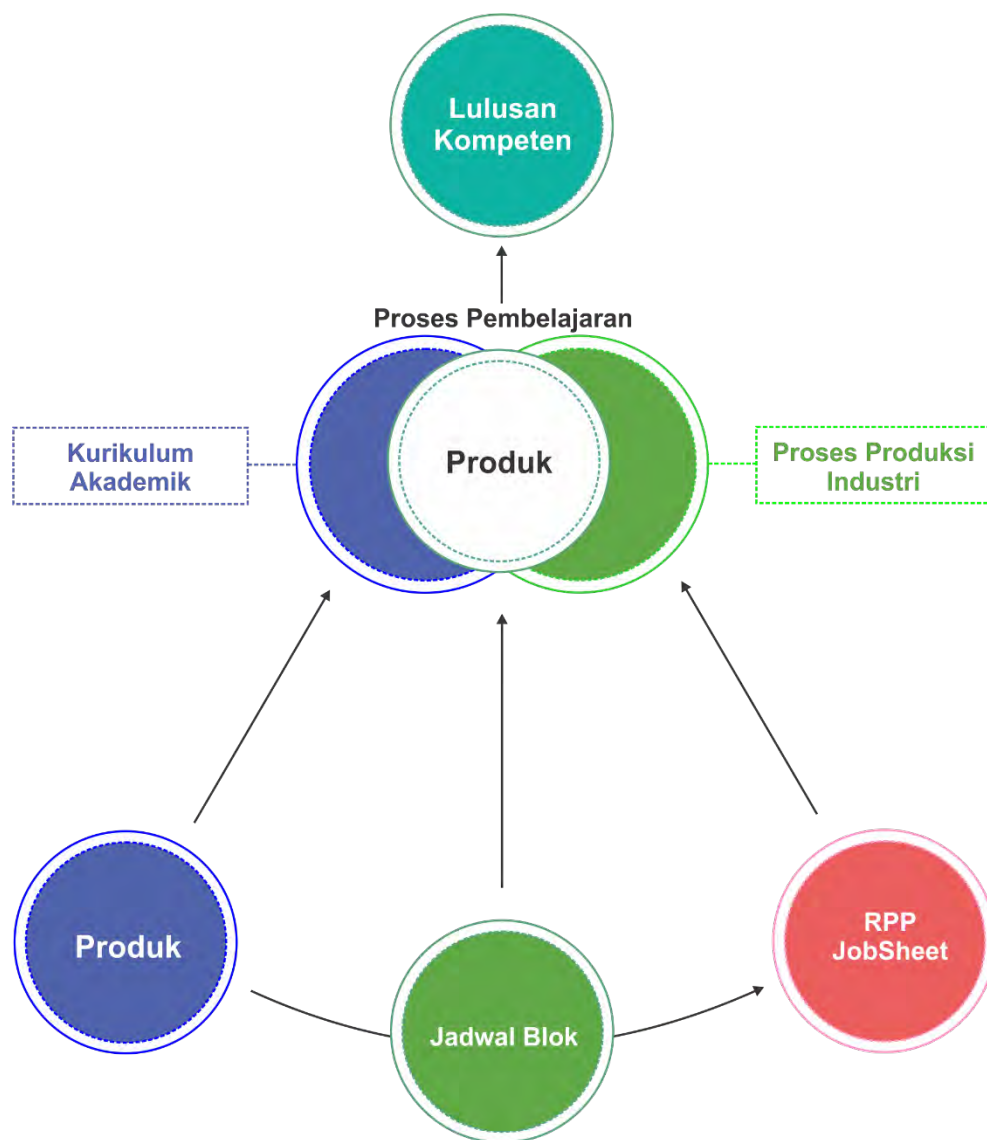 Lulusan
Kompeten
Proses Pembelajaran
Kurikulum
Akademik
Produk
Proses Produksi
Industri
Produk
Jadwal Blok
RPP
JobSheet